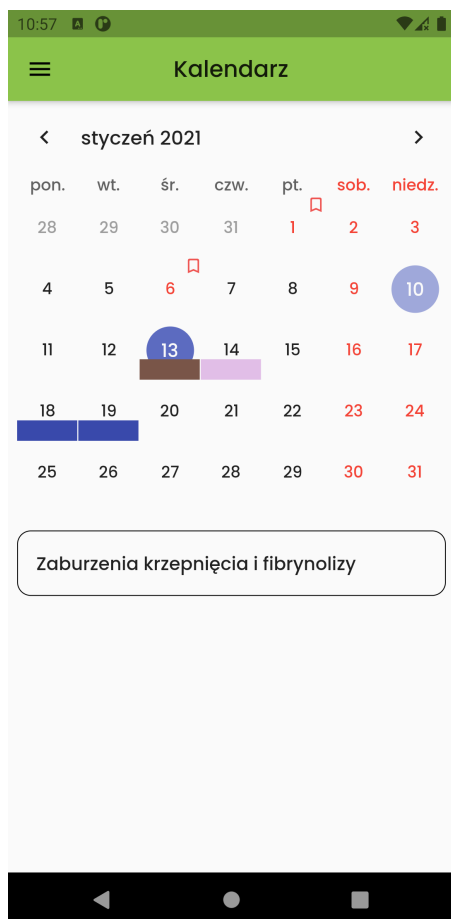 10:57
Kalendarz
styczeń 2021
pon. wt. śr. czw. pt. sob. niedz.
28 29 30 31 1 2 3
4 5 6 7 8 9 10
11 12 13 14 15 16 17
18 19 20 21 22 23 24
25 26 27 28 29 30 31
Zaburzenia krzepnięcia i fibrynolizy